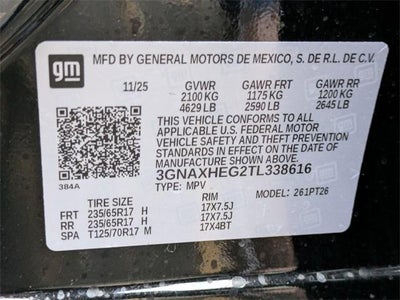 gm
MFD BY GENERAL MOTORS DE MEXICO, S. DE R.L. DE C.V.
11/25 GVWR GAWR FRT GAWR RR
2100 KG 1175 KG 1200 KG
4629 LB 2590 LB 2645 LB
THIS VEHICLE CONFORMS TO ALL
APPLICABLE U.S. FEDERAL MOTOR
VEHICLE SAFETY AND THEFT PREVENTION
STANDARDS IN EFFECT ON THE DATE OF
MANUFACTURE SHOWN ABOVE.
3GNAXHEG2TL338616
384A TYPE: MPV MODEL: 261PT26
TIRE SIZE RIM
FRT 235/65R17 H 17X7.5J
RR 235/65R17 H 17X7.5J
SPA T125/70R17 M 17X4BT